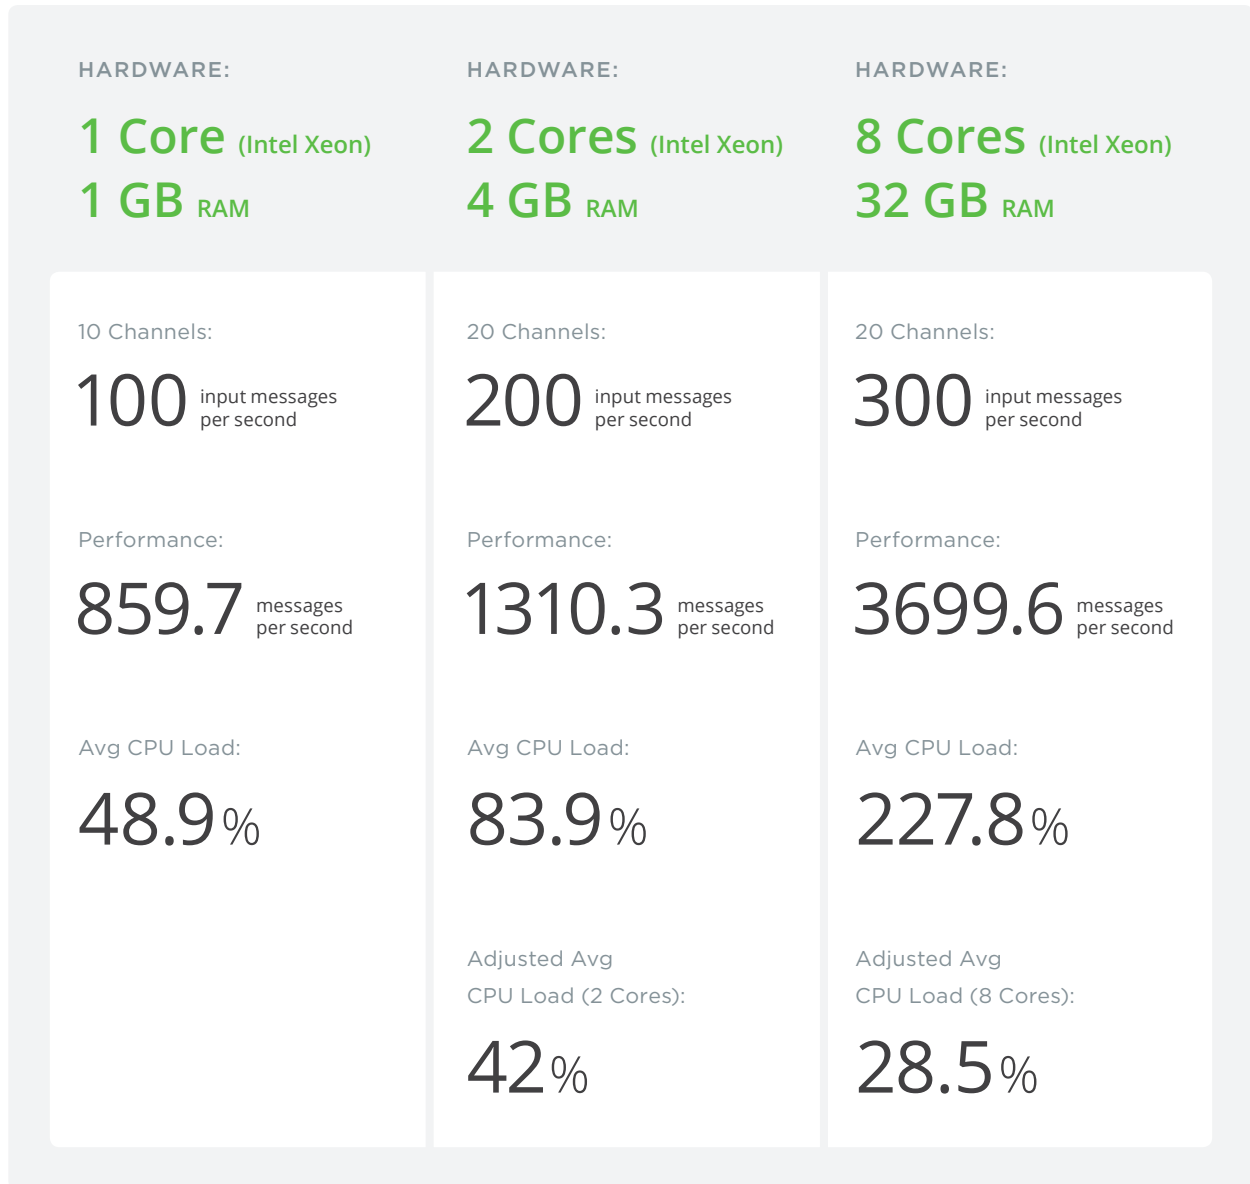 HARDWARE:
1 Core (Intel Xeon)
1 GB RAM
10 Channels:
100 input messages
per second
Performance:
859.7 messages
per second
Avg CPU Load:
48.9%
HARDWARE:
2 Cores (Intel Xeon)
4 GB RAM
20 Channels:
200 input messages
per second
Performance:
1310.3 messages
per second
Avg CPU Load:
83.9%
Adjusted Avg
CPU Load (2 Cores):
42%
HARDWARE:
8 Cores (Intel Xeon)
32 GB RAM
20 Channels:
300 input messages
per second
Performance:
3699.6 messages
per second
Avg CPU Load:
227.8%
Adjusted Avg
CPU Load (8 Cores):
28.5%